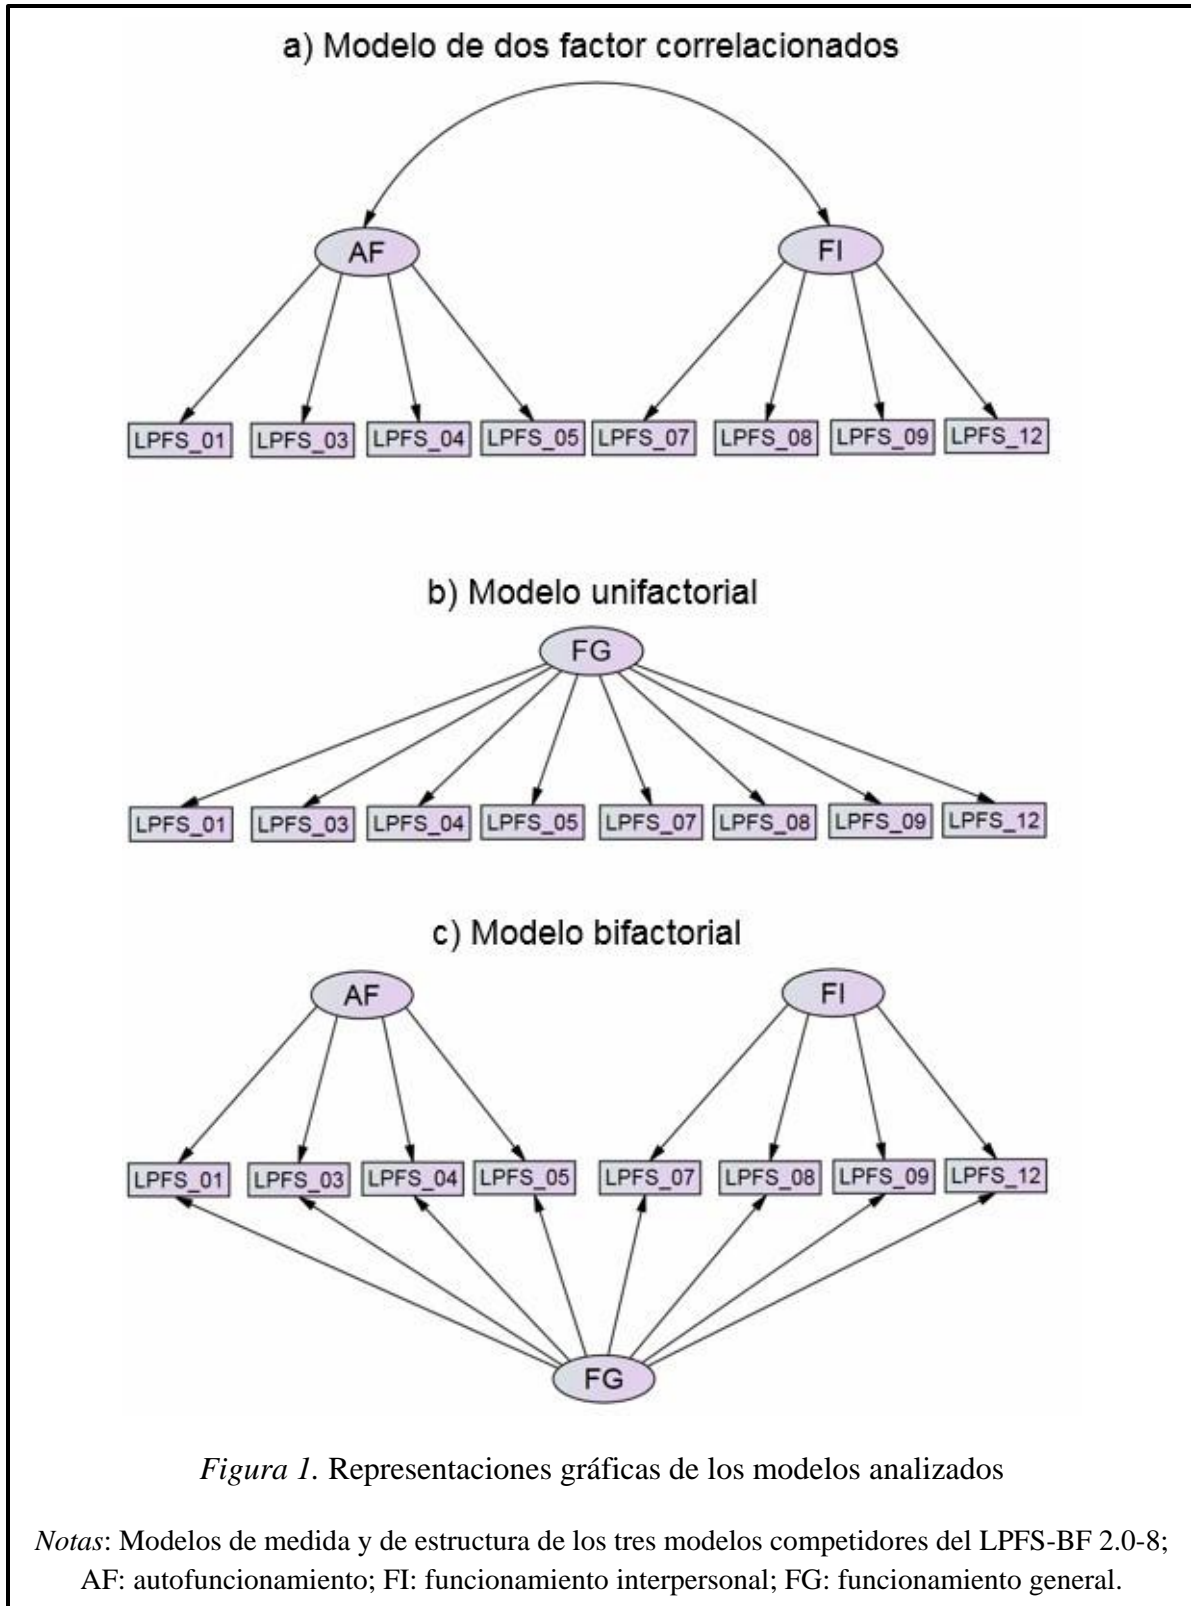 a) Modelo de dos factor correlacionados
AF FI
LPFS_01 LPFS_03 LPFS_04 LPFS_05 LPFS_07 LPFS_08 LPFS_09 LPFS_12
b) Modelo unifactorial
FG
LPFS_01 LPFS_03 LPFS_04 LPFS_05 LPFS_07 LPFS_08 LPFS_09 LPFS_12
c) Modelo bifactorial
AF FI
LPFS_01 LPFS_03 LPFS_04 LPFS_05 LPFS_07 LPFS_08 LPFS_09 LPFS_12
FG
Figura 1. Representaciones gráficas de los modelos analizados
Notas: Modelos de medida y de estructura de los tres modelos competidores del LPFS-BF 2.0-8;
AF: autofuncionamiento; FI: funcionamiento interpersonal; FG: funcionamiento general.